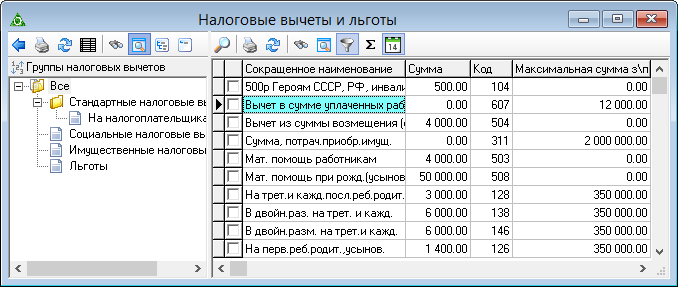 Налоговые вычеты и льготы
14
Группы налоговых вычетов
Все
Стандартные налоговые вы
На налогоплательщика
Социальные налоговые вы
Имущественные налоговы
Льготы
Сокращенное наименование Сумма Код Максимальная сумма з\п
500р Героям СССР, РФ, инвали 500.00 104 0.00
Вычет в сумме уплаченных раб 0.00 607 12 000.00
Вычет из суммы возмещения ( 4 000.00 504 0.00
Сумма, потрач.приобр.имущ. 0.00 311 2 000 000.00
Мат. помощь работникам 4 000.00 503 0.00
Мат. помощь при рожд.(усынов 50 000.00 508 0.00
На трет.и кажд.посл.реб.родит. 3 000.00 128 350 000.00
В двойн.раз. на трет. и кажд. 6 000.00 138 350 000.00
В двойн.разм. на трет.и кажд. 6 000.00 146 350 000.00
На перв.реб.родит.,усынов. 1 400.00 126 350 000.00